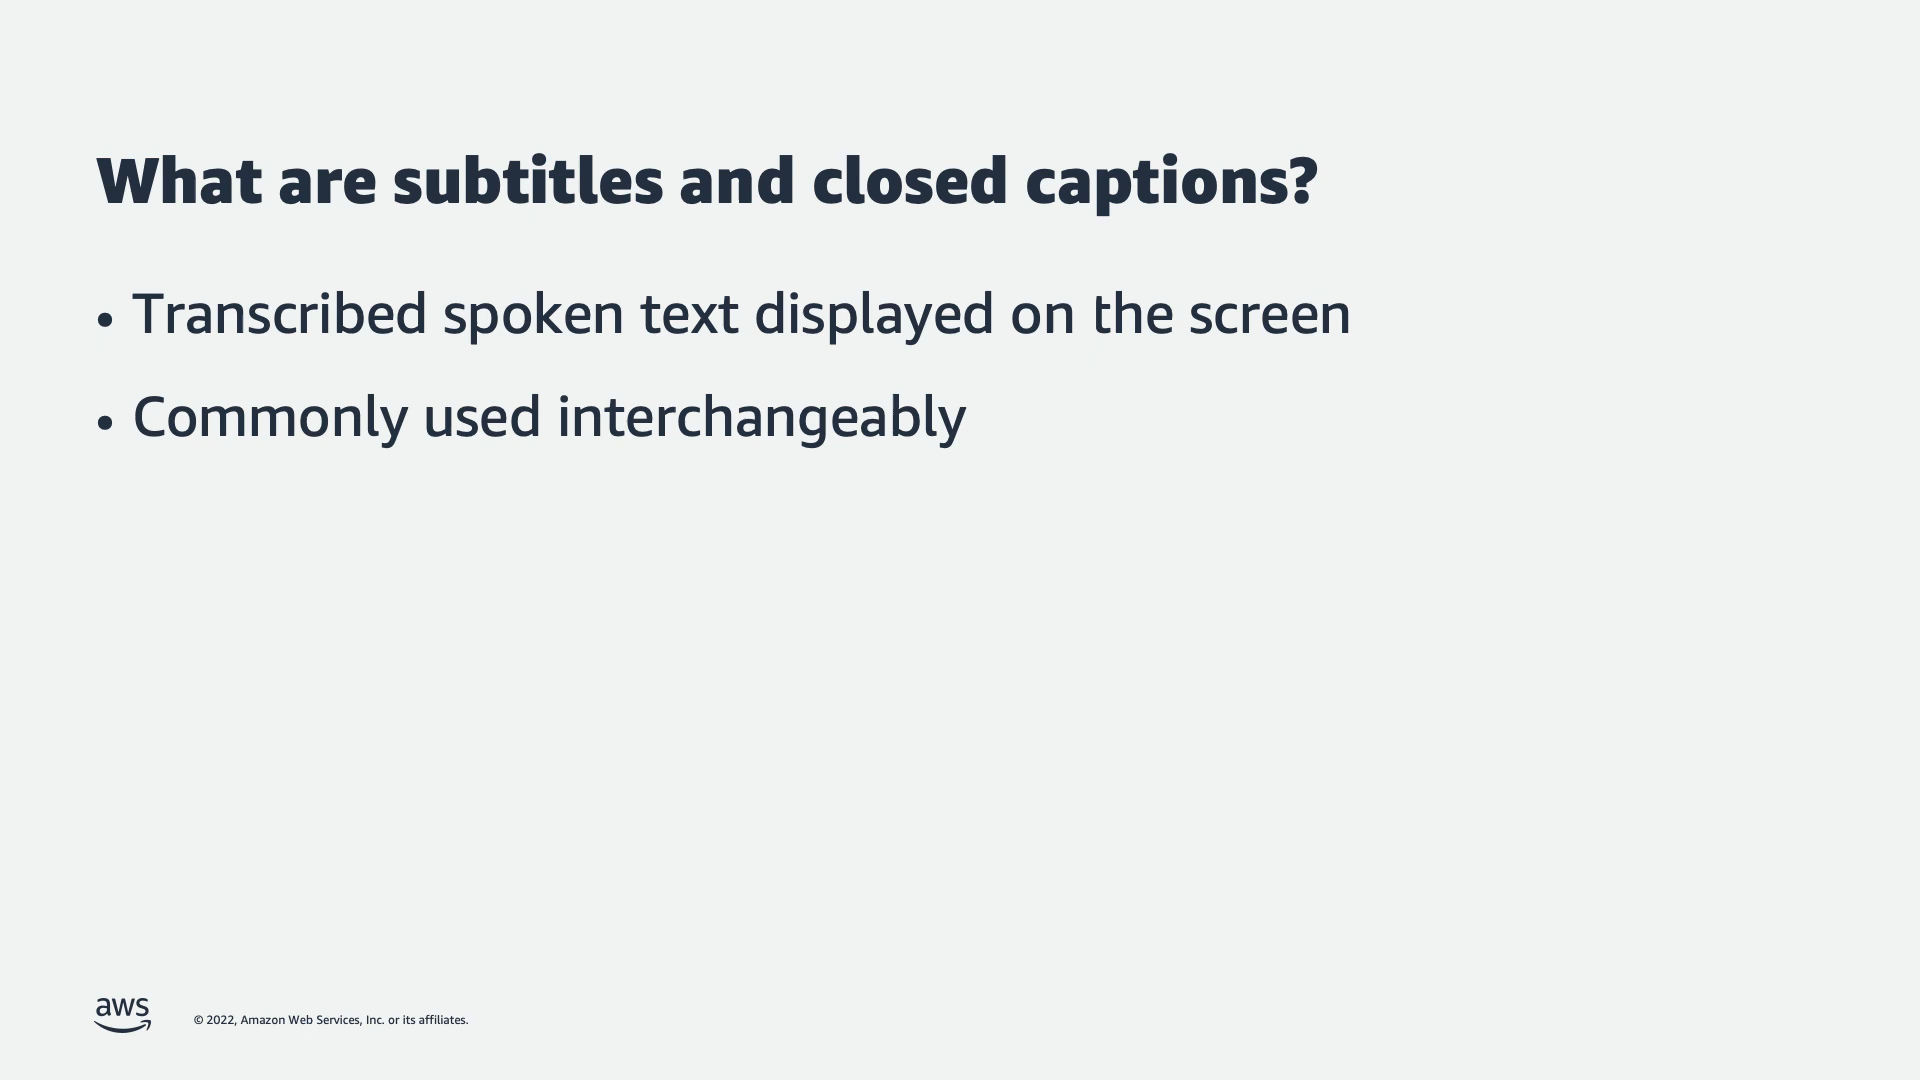 What are subtitles and closed captions?
• Transcribed spoken text displayed on the screen
• Commonly used interchangeably
aws
© 2022, Amazon Web Services, Inc. or its affiliates.